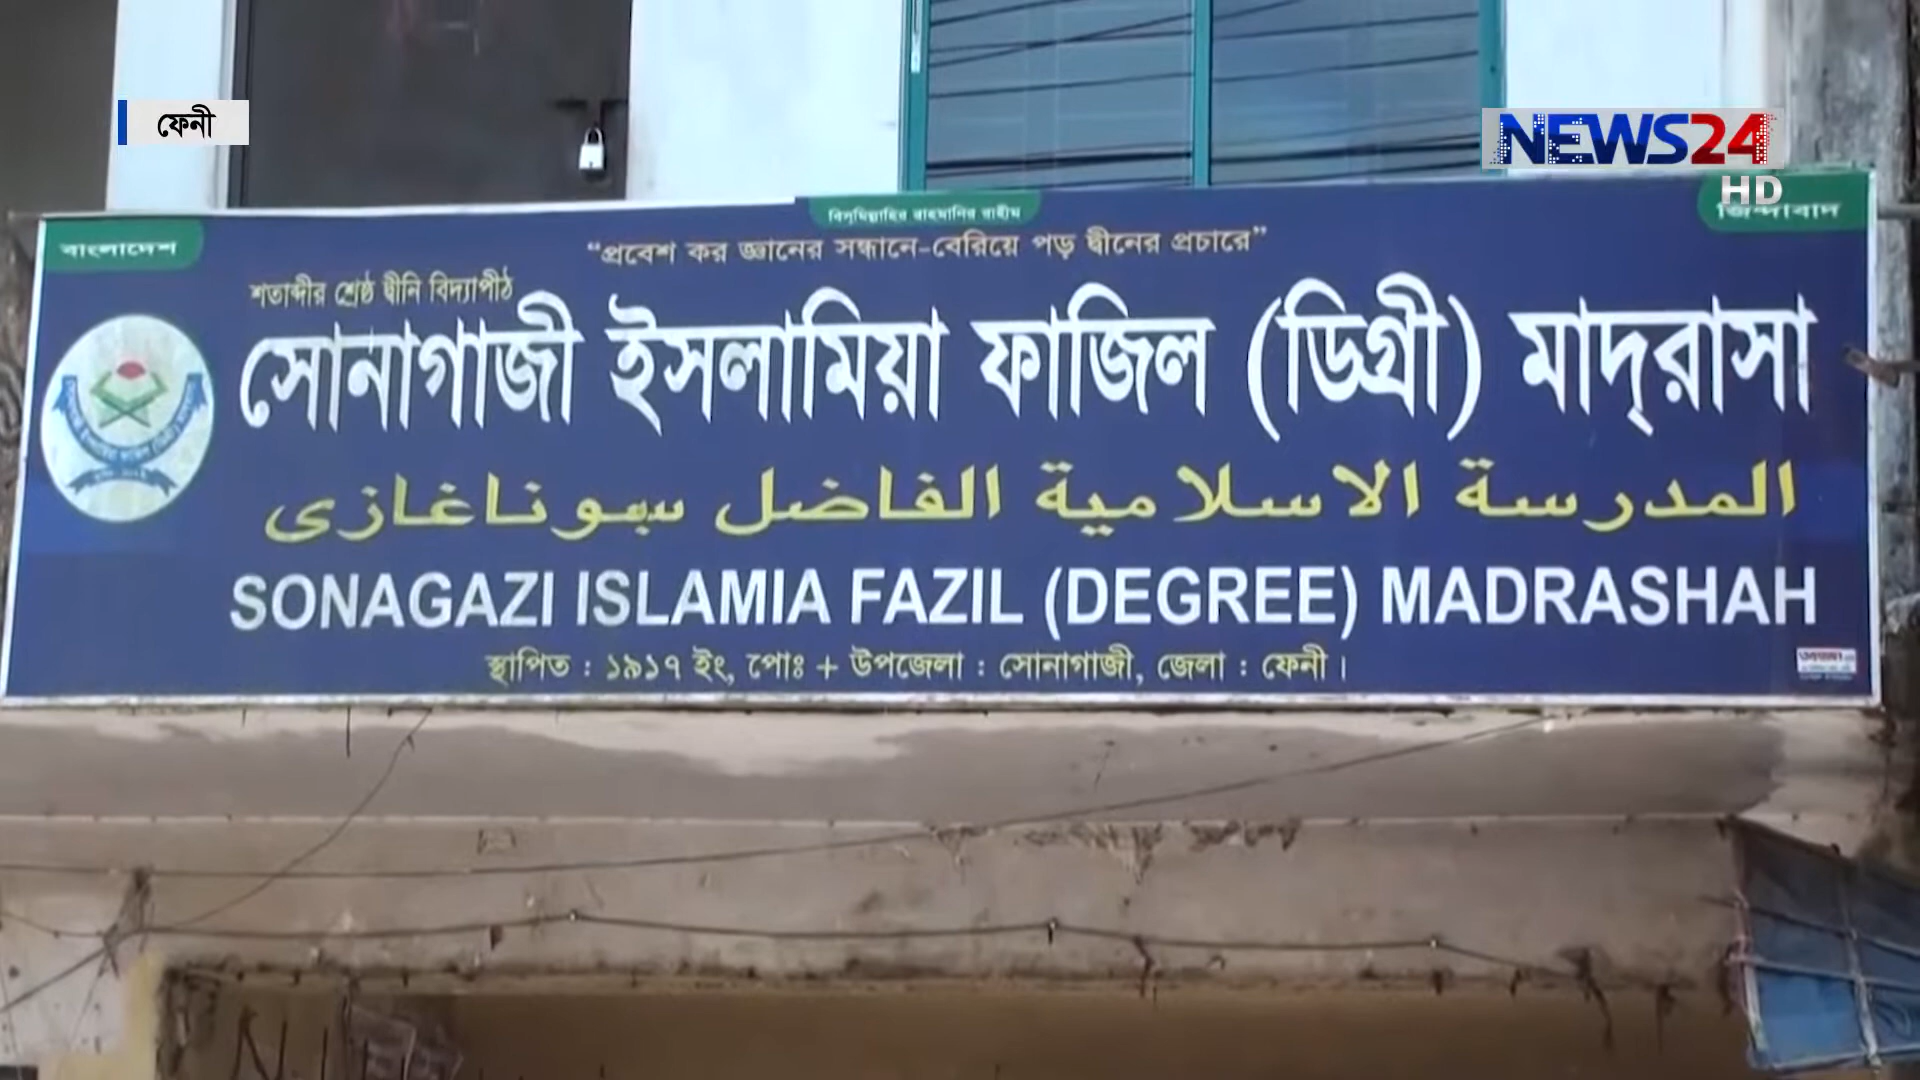 ফেনী
NEWS24
HD
বাংলাদেশ
বিস্‌মিল্লাহির রাহমানির রাহীম
জিন্দাবাদ
“প্রবেশ কর জ্ঞানের সন্ধানে-বেরিয়ে পড় দ্বীনের প্রচারে”
শতাব্দীর শ্রেষ্ঠ দ্বীনি বিদ্যাপীঠ
সোনাগাজী ইসলামিয়া ফাজিল (ডিগ্রী) মাদ্‌রাসা
المدرسة الاسلامية الفاضل سوناغازى
SONAGAZI ISLAMIA FAZIL (DEGREE) MADRASHAH
স্থাপিত : ১৯১৭ ইং, পোঃ + উপজেলা : সোনাগাজী, জেলা : ফেনী।